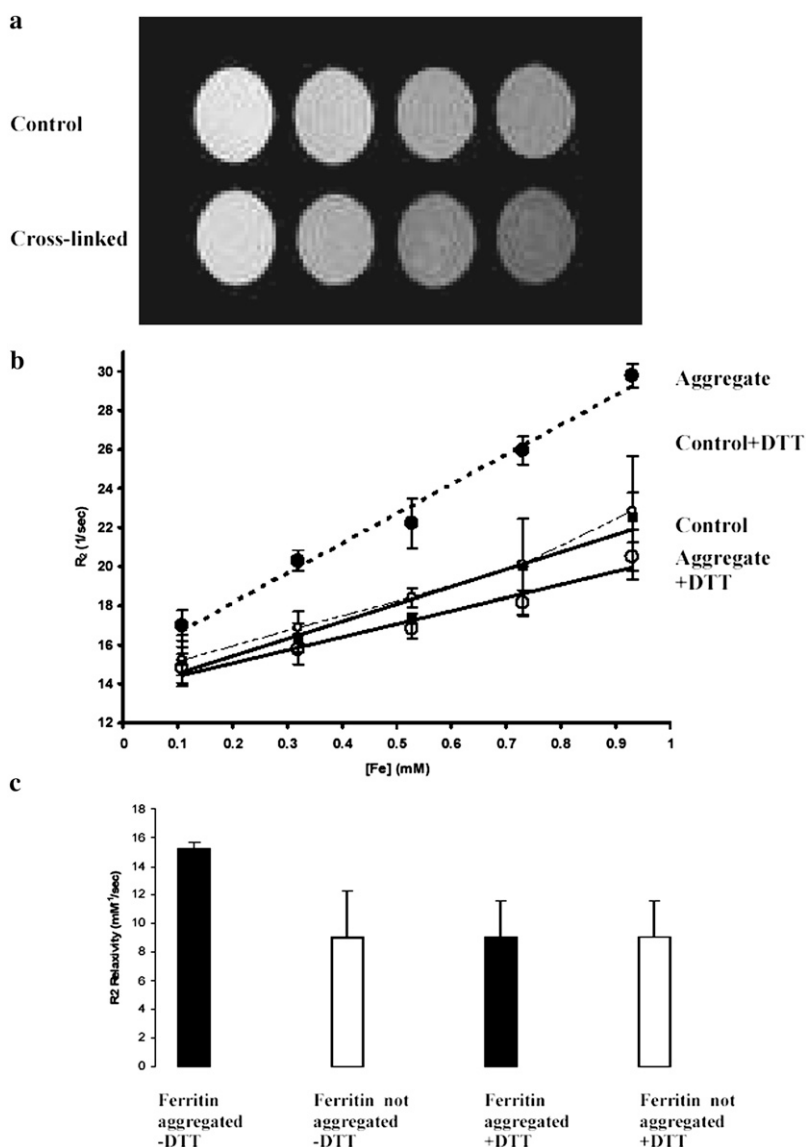 a
Control
Cross-linked
b
30
28
26
24
22
20
18
16
14
12
R2 (1/sec)
0 0.1 0.2 0.3 0.4 0.5 0.6 0.7 0.8 0.9 1
[Fe] (mM)
Aggregate
Control+DTT
Control
Aggregate
+DTT
c
18
16
14
12
10
8
6
4
2
0
R2 Relaxivity (mM-1/sec)
Ferritin
aggregated
-DTT
Ferritin not
aggregated
-DTT
Ferritin
aggregated
+DTT
Ferritin not
aggregated
+DTT